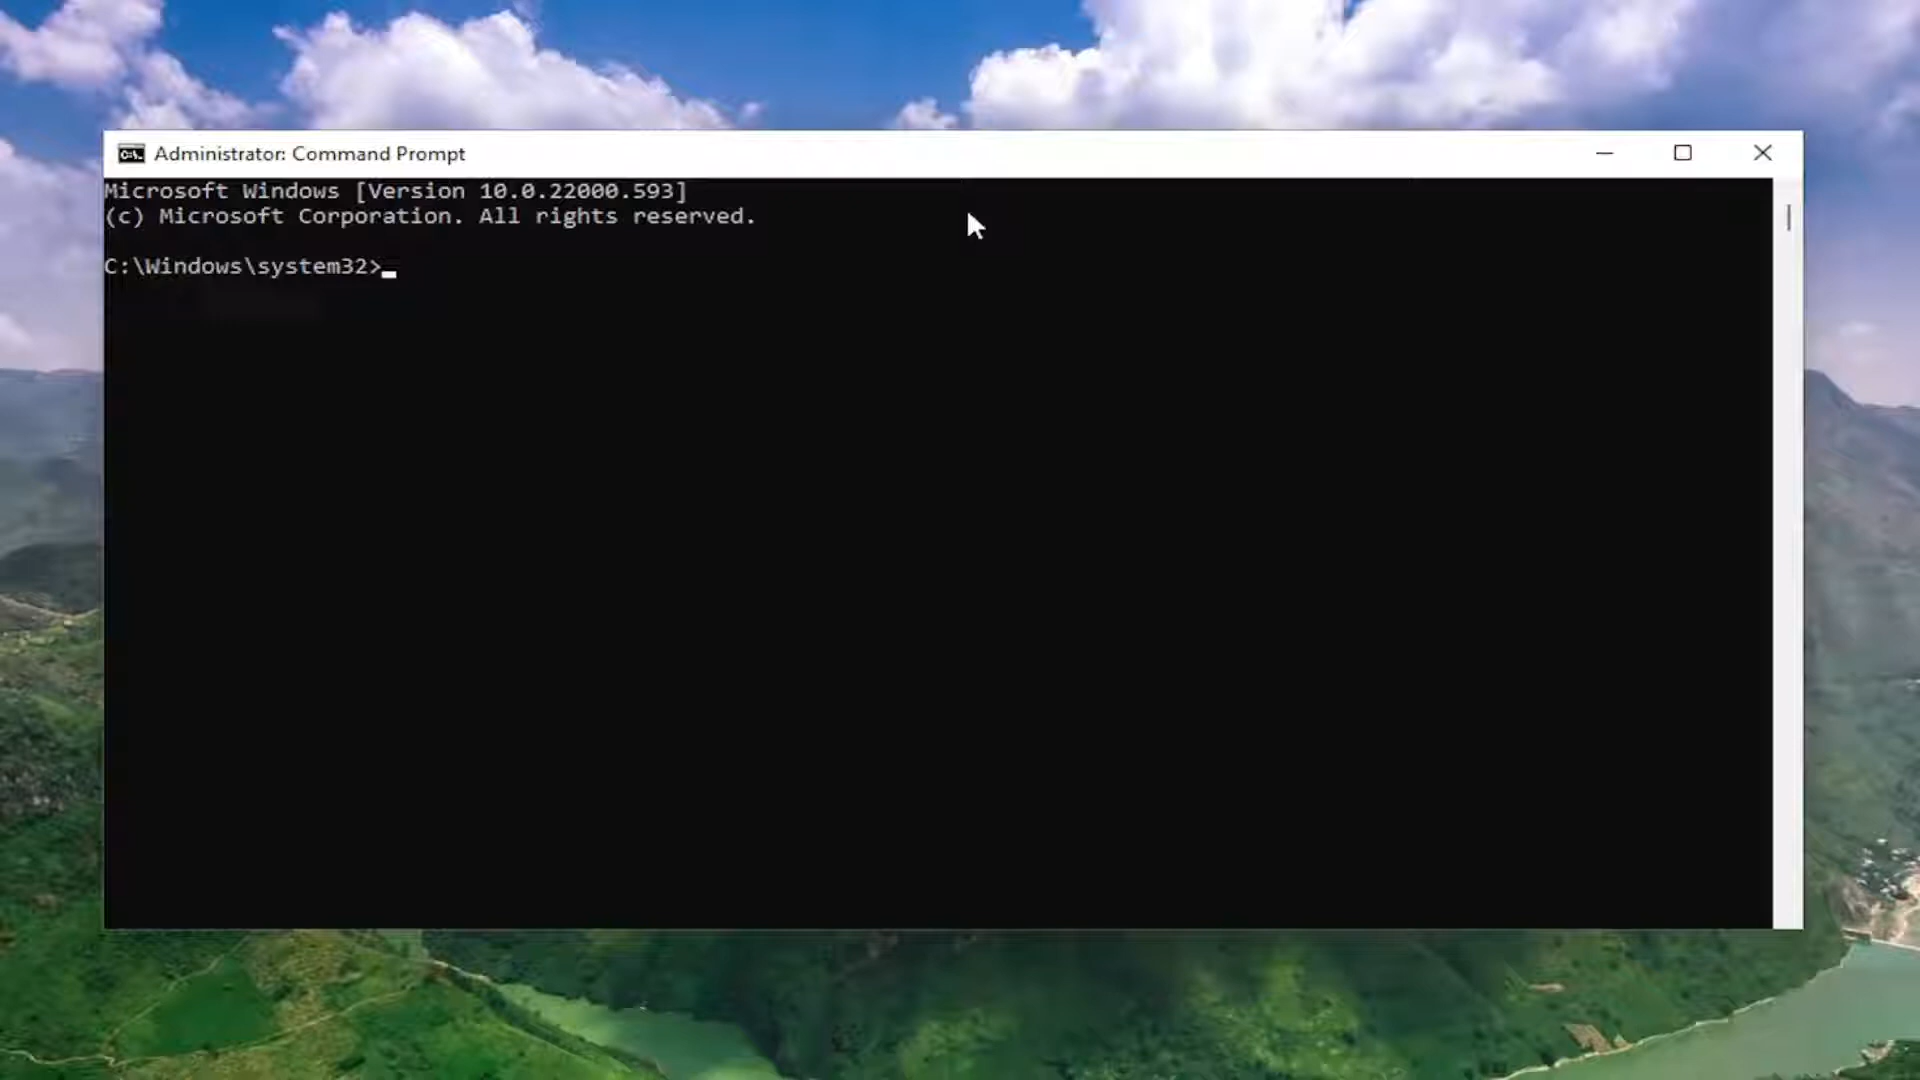 Administrator: Command Prompt
Microsoft Windows [Version 10.0.22000.593]
(c) Microsoft Corporation. All rights reserved.
C:\Windows\system32>